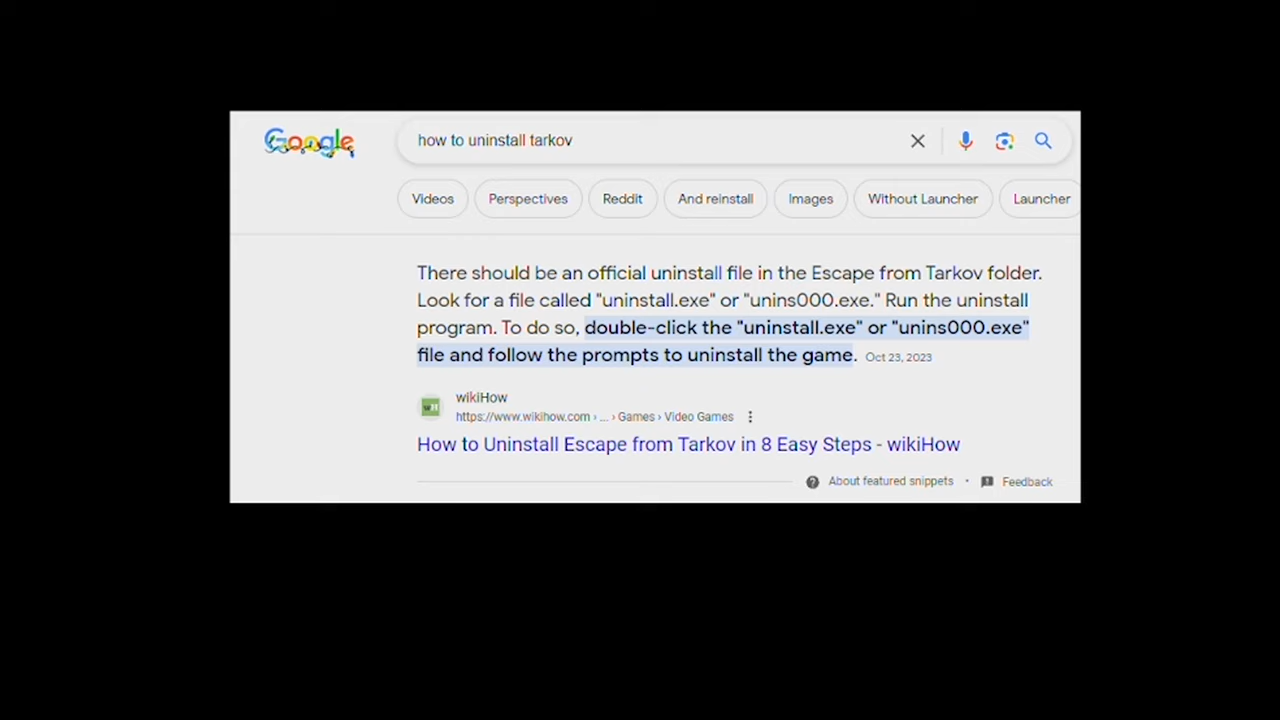 Google
how to uninstall tarkov
Videos Perspectives Reddit And reinstall Images Without Launcher Launcher
There should be an official uninstall file in the Escape from Tarkov folder.
Look for a file called "uninstall.exe" or "unins000.exe." Run the uninstall
program. To do so, double-click the "uninstall.exe" or "unins000.exe"
file and follow the prompts to uninstall the game. Oct 23, 2023
wikiHow
https://www.wikihow.com › ... › Games › Video Games
How to Uninstall Escape from Tarkov in 8 Easy Steps - wikiHow
About featured snippets • Feedback